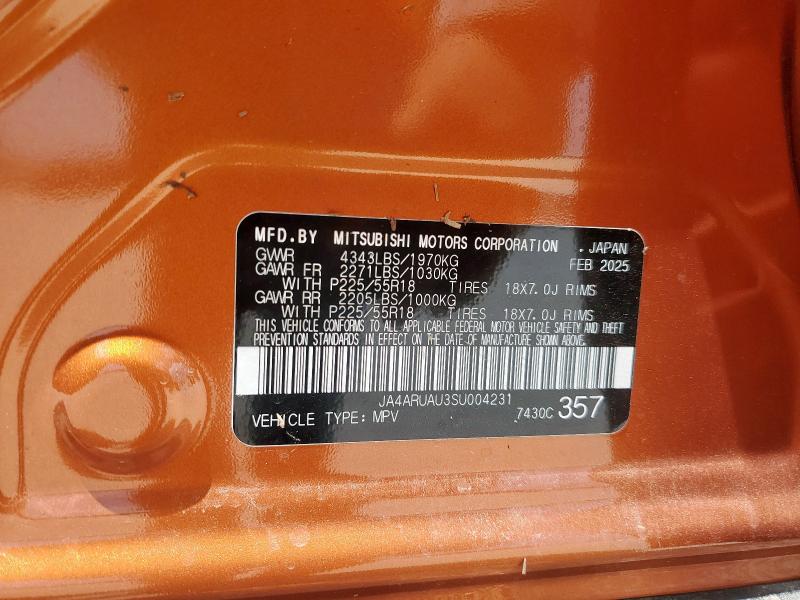 MFD.BY MITSUBISHI MOTORS CORPORATION , JAPAN
GVWR 4343LBS/1970KG FEB 2025
GAWR FR 2271LBS/1030KG
WITH P225/55R18 TIRES 18X7.0J RIMS
GAWR RR 2205LBS/1000KG
WITH P225/55R18 TIRES 18X7.0J RIMS
THIS VEHICLE CONFORMS TO ALL APPLICABLE FEDERAL MOTOR VEHICLE SAFETY AND THEFT
PREVENTION STANDARDS IN EFFECT ON THE DATE OF MANUFACTURE SHOWN ABOVE.
JA4ARUAU3SU004231
VEHICLE TYPE: MPV 7430C 357